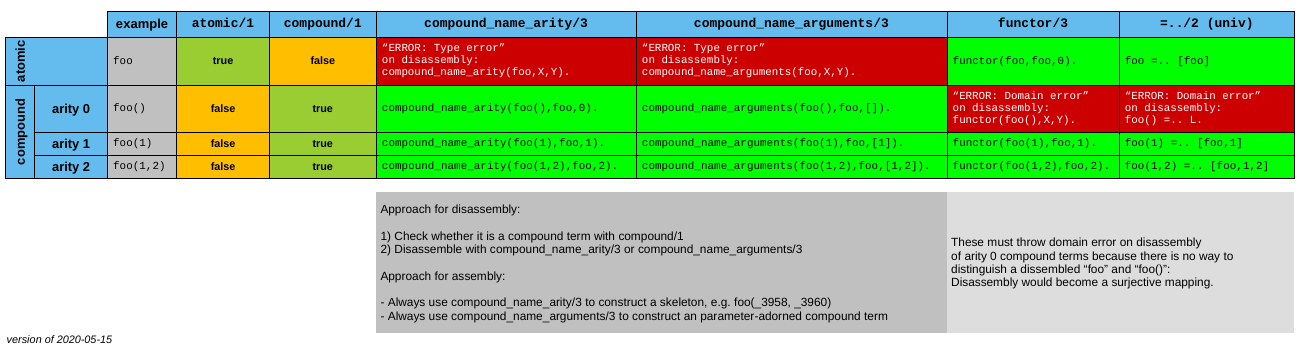 example atomic/1 compound/1 compound_name_arity/3 compound_name_arguments/3 functor/3 =../2 (univ)
atomic
foo
true
false
“ERROR: Type error”
on disassembly:
compound_name_arity(foo,X,Y).
“ERROR: Type error”
on disassembly:
compound_name_arguments(foo,X,Y).
functor(foo,foo,0).
foo =.. [foo]
compound
arity 0
foo()
false
true
compound_name_arity(foo(),foo,0).
compound_name_arguments(foo(),foo,[]).
“ERROR: Domain error”
on disassembly:
functor(foo(),X,Y).
“ERROR: Domain error”
on disassembly:
foo() =.. L.
arity 1 foo(1) false true compound_name_arity(foo(1),foo,1). compound_name_arguments(foo(1),foo,[1]). functor(foo(1),foo,1). foo(1) =.. [foo,1]
arity 2 foo(1,2) false true compound_name_arity(foo(1,2),foo,2). compound_name_arguments(foo(1,2),foo,[1,2]). functor(foo(1,2),foo,2). foo(1,2) =.. [foo,1,2]
Approach for disassembly:
1) Check whether it is a compound term with compound/1
2) Disassemble with compound_name_arity/3 or compound_name_arguments/3
Approach for assembly:
- Always use compound_name_arity/3 to construct a skeleton, e.g. foo(_3958, _3960)
- Always use compound_name_arguments/3 to construct an parameter-adorned compound term
These must throw domain error on disassembly
of arity 0 compound terms because there is no way to
distinguish a dissembled “foo” and “foo()”:
Disassembly would become a surjective mapping.
version of 2020-05-15